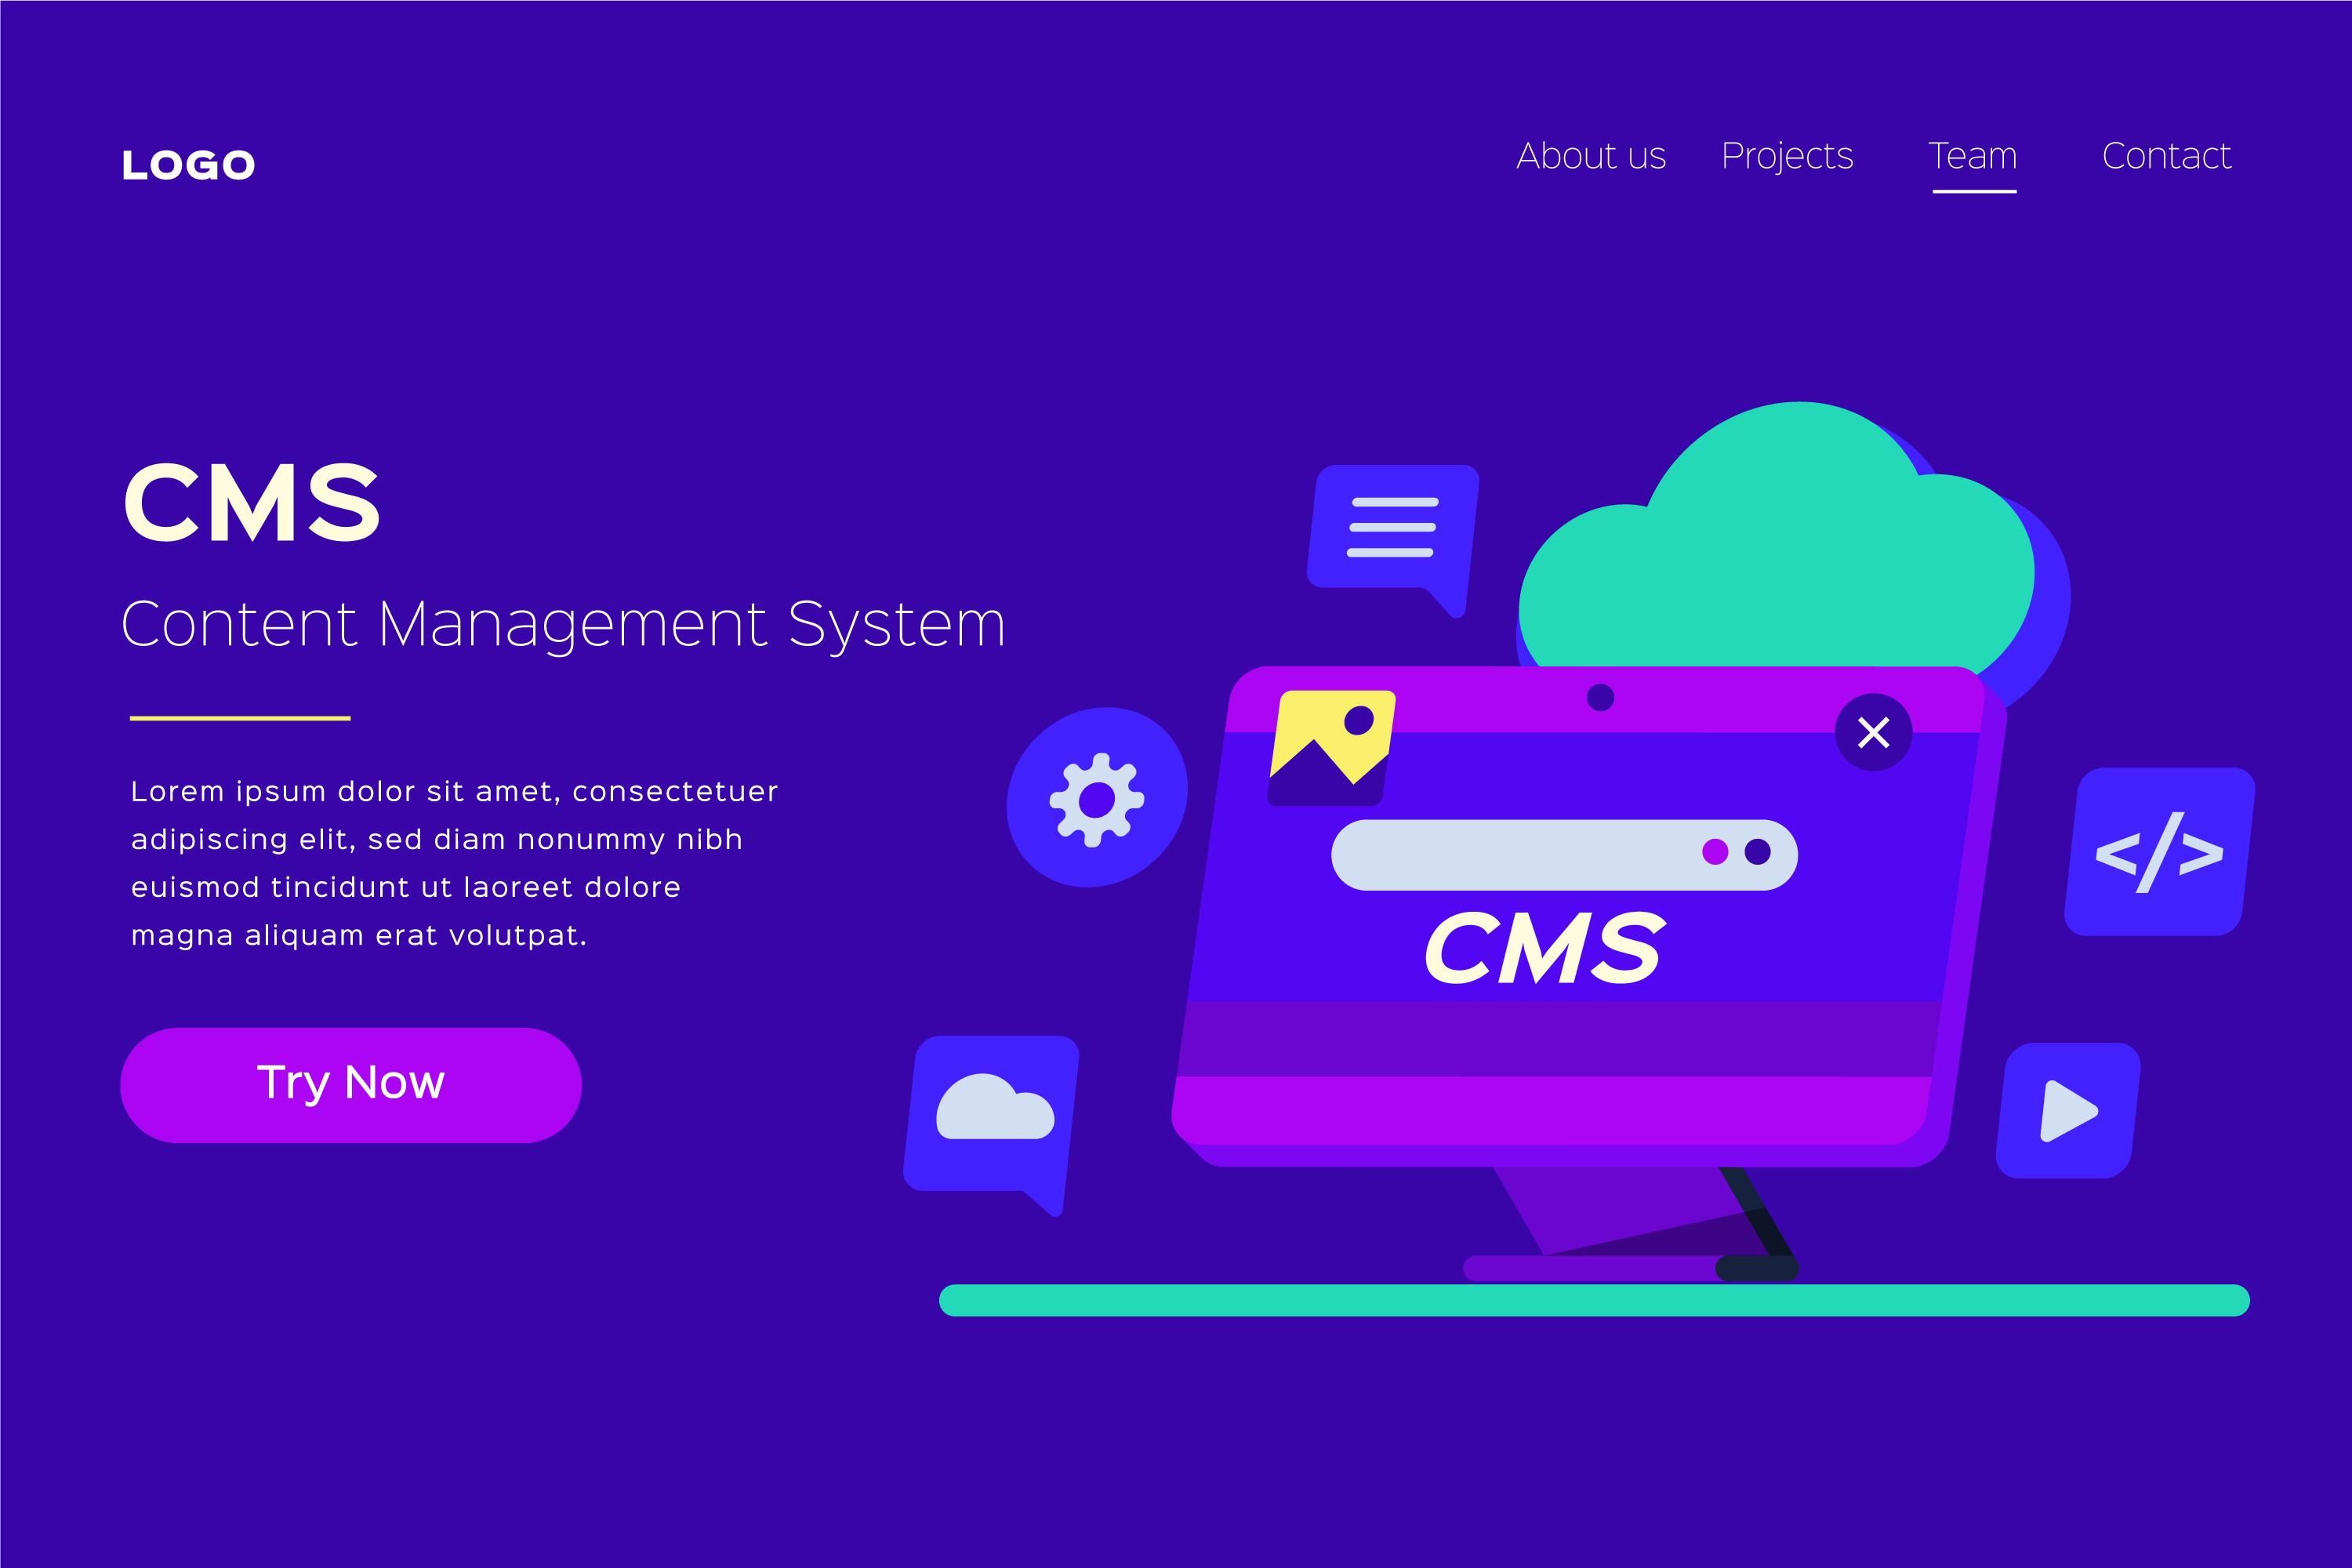 LOGO
About us Projects Team Contact
CMS
Content Management System
Lorem ipsum dolor sit amet, consectetuer
adipiscing elit, sed diam nonummy nibh
euismod tincidunt ut laoreet dolore
magna aliquam erat volutpat.
Try Now
CMS
</>